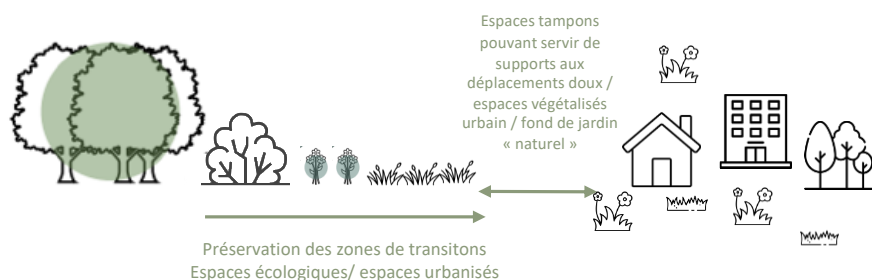 Espaces tampons
pouvant servir de
supports aux
déplacements doux /
espaces végétalisés
urbain / fond de jardin
« naturel »
Préservation des zones de transitons
Espaces écologiques/ espaces urbanisés